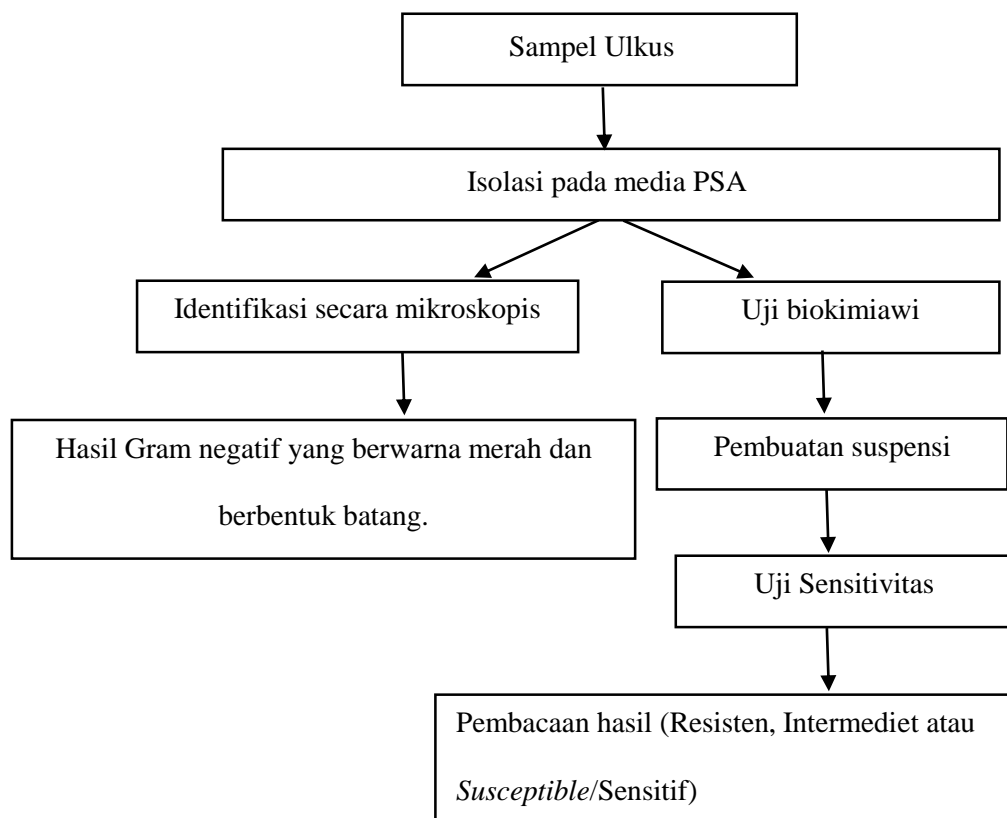 Sampel Ulkus
Isolasi pada media PSA
Identifikasi secara mikroskopis
Uji biokimiawi
Hasil Gram negatif yang berwarna merah dan
berbentuk batang.
Pembuatan suspensi
Uji Sensitivitas
Pembacaan hasil (Resisten, Intermediet atau
Susceptible/Sensitif)